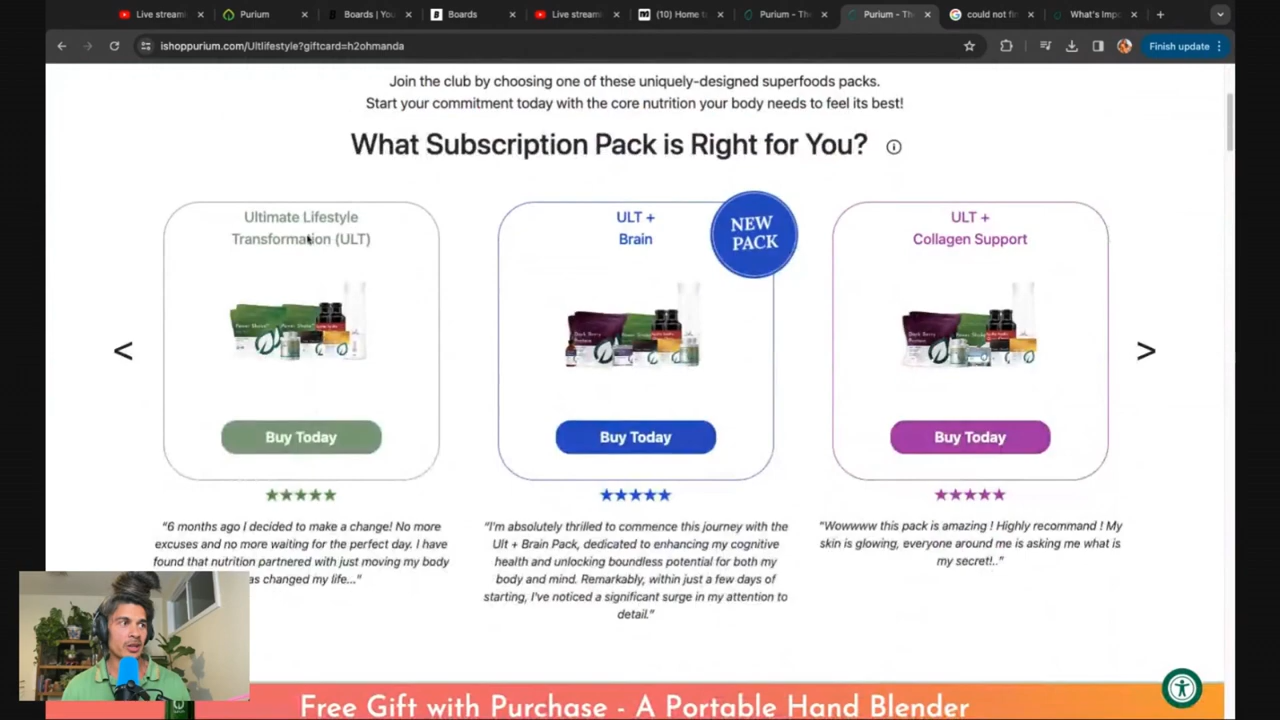 Live stream
Purium
Boards | You
Boards
Live stream
(10) Home t
Purium - The
Purium - The
could not fi
What's Impo
ishoppurium.com/Ultlifestyle?giftcard=h2ohmanda
Finish update
Join the club by choosing one of these uniquely-designed superfoods packs.
Start your commitment today with the core nutrition your body needs to feel its best!
What Subscription Pack is Right for You?
Ultimate Lifestyle
Transformation (ULT)
Buy Today
"6 months ago I decided to make a change! No more
excuses and no more waiting for the perfect day. I have
found that nutrition partnered with just moving my body
as changed my life..."
ULT +
Brain
NEW
PACK
Buy Today
"I'm absolutely thrilled to commence this journey with the
Ult + Brain Pack, dedicated to enhancing my cognitive
health and unlocking boundless potential for both my
body and mind. Remarkably, within just a few days of
starting, I've noticed a significant surge in my attention to
detail."
ULT +
Collagen Support
Buy Today
"Wowwww this pack is amazing ! Highly recommand ! My
skin is glowing, everyone around me is asking me what is
my secret!.."
Free Gift with Purchase - A Portable Hand Blender